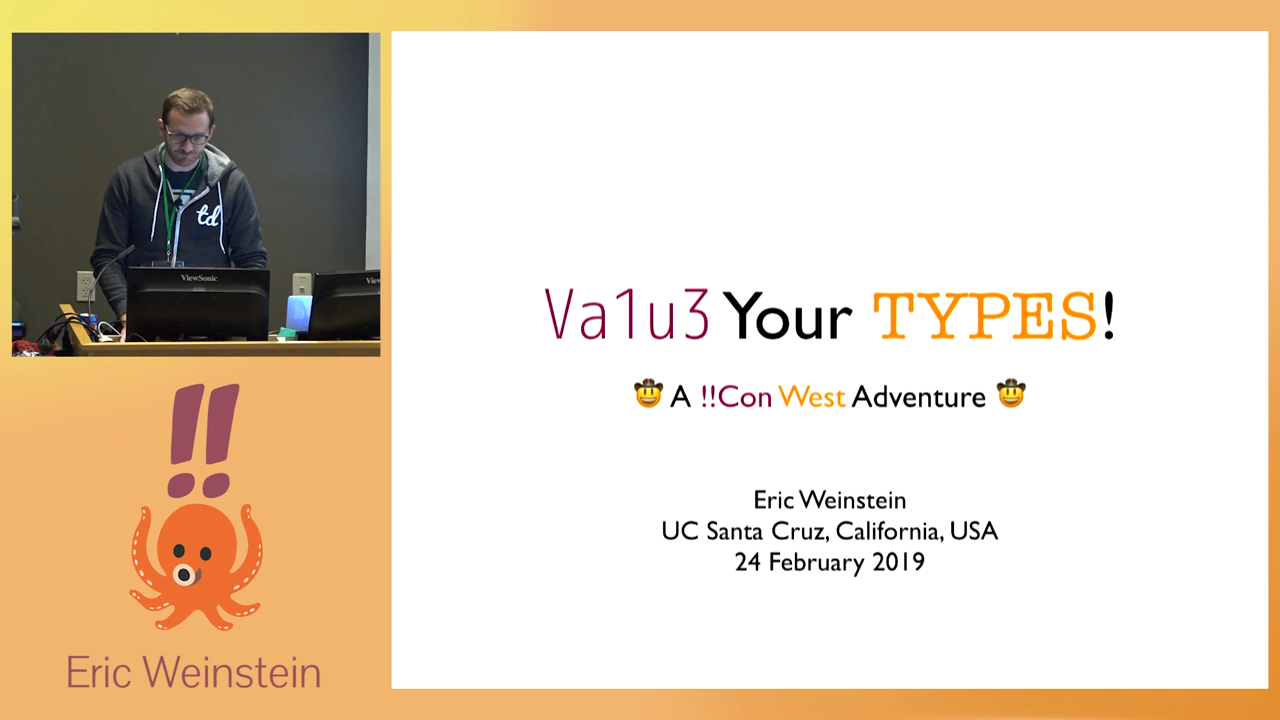 td
ViewSonic
Va1u3 Your TYPES!
🤠 A !!Con West Adventure 🤠
Eric Weinstein
UC Santa Cruz, California, USA
24 February 2019
!!
Eric Weinstein